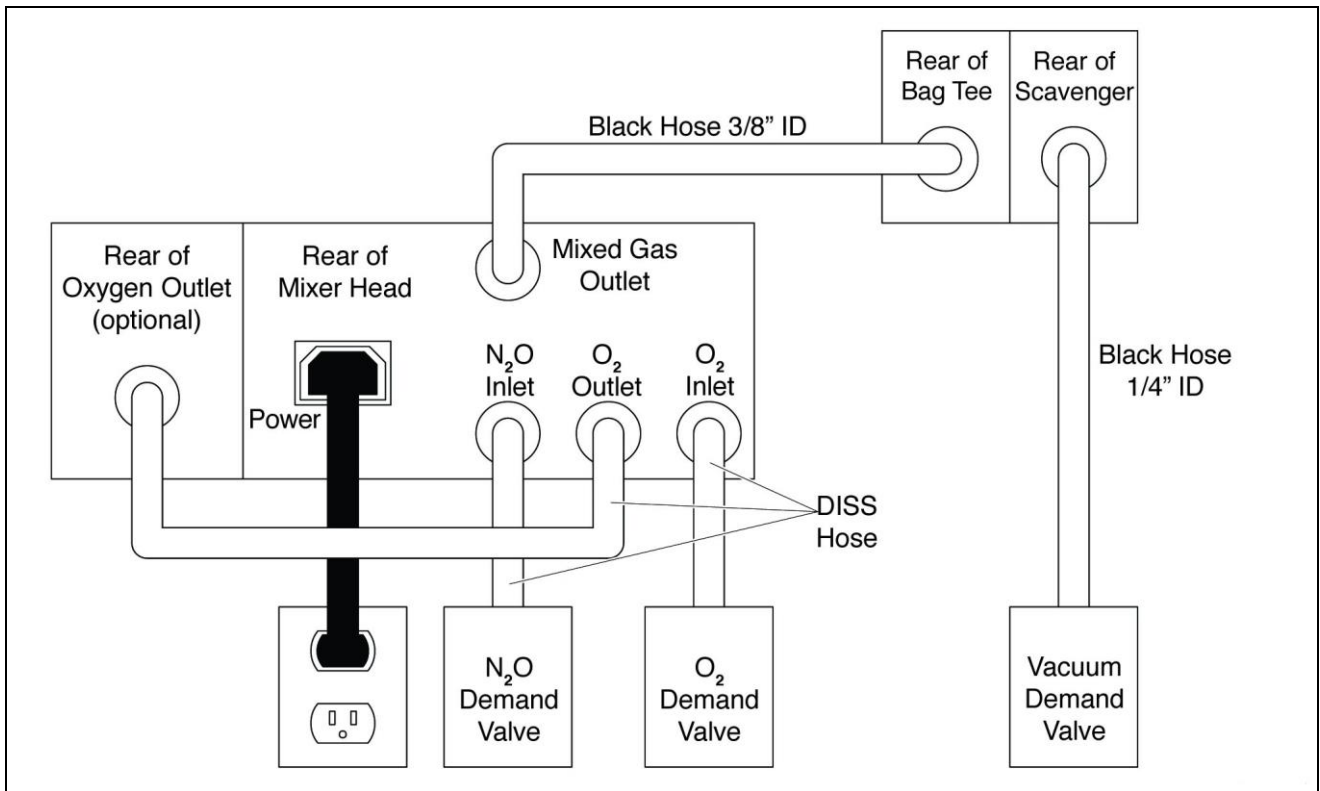 Rear of
Bag Tee
Rear of
Scavenger
Black Hose 3/8” ID
Rear of
Oxygen Outlet
(optional)
Rear of
Mixer Head
Mixed Gas
Outlet
Power
N₂O
Inlet
O₂
Outlet
O₂
Inlet
Black Hose
1/4” ID
DISS
Hose
N₂O
Demand
Valve
O₂
Demand
Valve
Vacuum
Demand
Valve